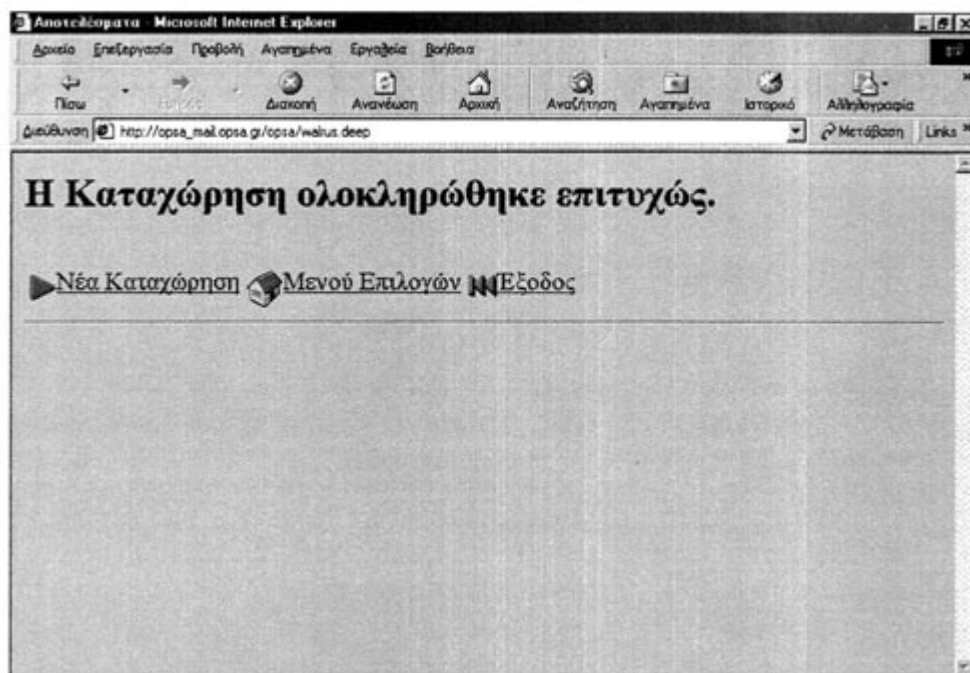 Αποτελέσματα - Microsoft Internet Explorer
Αρχείο Επεξεργασία Προβολή Αγαπημένα Εργαλεία Βοήθεια
Πίσω Εμπρός Διακοπή Ανανέωση Αρχική Αναζήτηση Αγαπημένα Ιστορικό Αλληλογραφία
Διεύθυνση http://opsa_mail.opsa.gr/opsa/walrus.deep Μετάβαση Links
Η Καταχώρηση ολοκληρώθηκε επιτυχώς.
Νέα Καταχώρηση Μενού Επιλογών Έξοδος